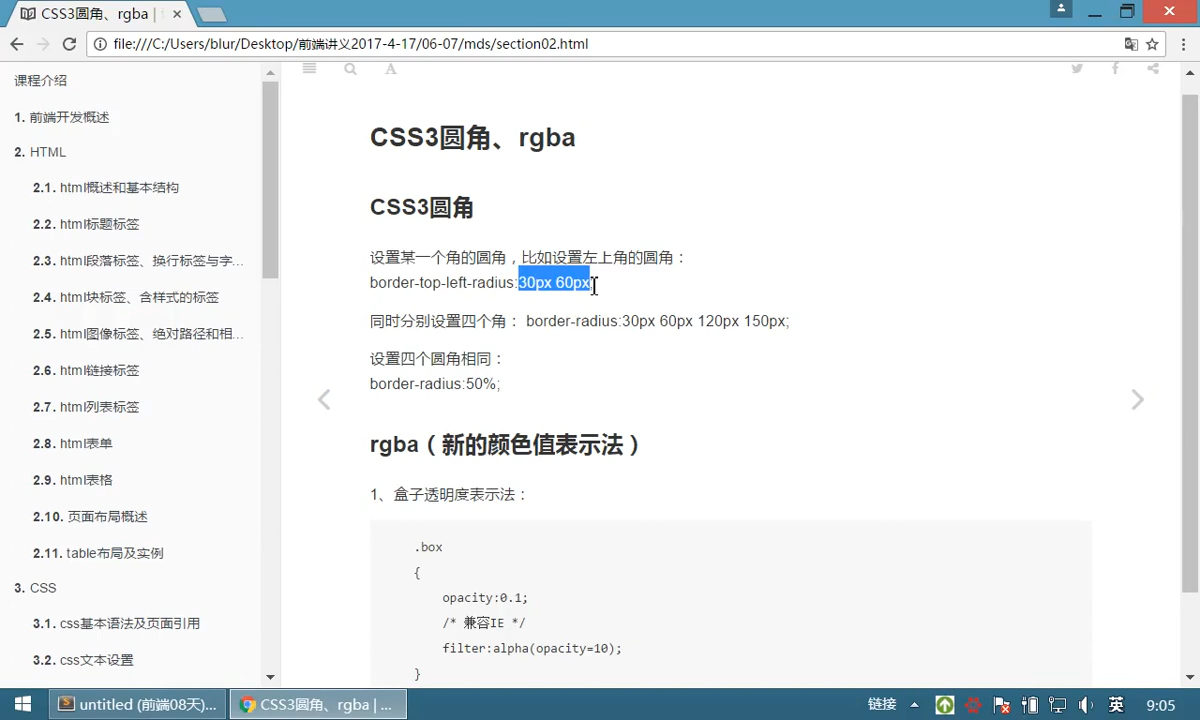 CSS3圆角、rgba |
file:///C:/Users/blur/Desktop/前端讲义2017-4-17/06-07/mds/section02.html
课程介绍
1. 前端开发概述
2. HTML
2.1. html概述和基本结构
2.2. html标题标签
2.3. html段落标签、换行标签与字...
2.4. html块标签、含样式的标签
2.5. html图像标签、绝对路径和相...
2.6. html链接标签
2.7. html列表标签
2.8. html表单
2.9. html表格
2.10. 页面布局概述
2.11. table布局及实例
3. CSS
3.1. css基本语法及页面引用
3.2. css文本设置
A
CSS3圆角、rgba
CSS3圆角
设置某一个角的圆角，比如设置左上角的圆角：
border-top-left-radius:30px 60px;
同时分别设置四个角： border-radius:30px 60px 120px 150px;
设置四个圆角相同：
border-radius:50%;
rgba（新的颜色值表示法）
1、盒子透明度表示法：
.box
{
opacity:0.1;
/* 兼容IE */
filter:alpha(opacity=10);
}
untitled (前端08天)...
CSS3圆角、rgba | ...
链接
英
9:05